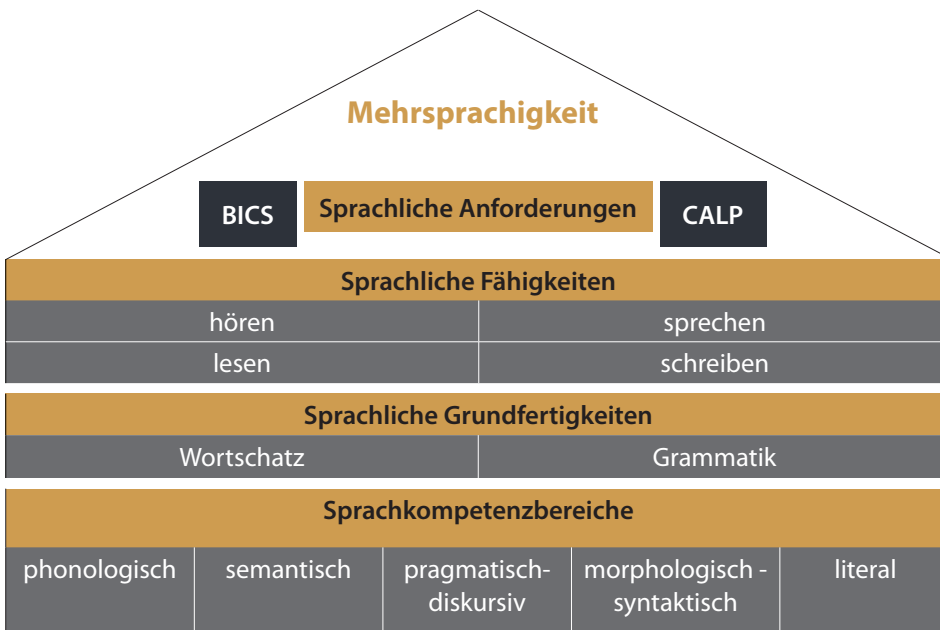 Mehrsprachigkeit
BICS Sprachliche Anforderungen CALP
Sprachliche Fähigkeiten
hören sprechen
lesen schreiben
Sprachliche Grundfertigkeiten
Wortschatz Grammatik
Sprachkompetenzbereiche
phonologisch semantisch pragmatisch- morphologisch - literal
diskursiv syntaktisch